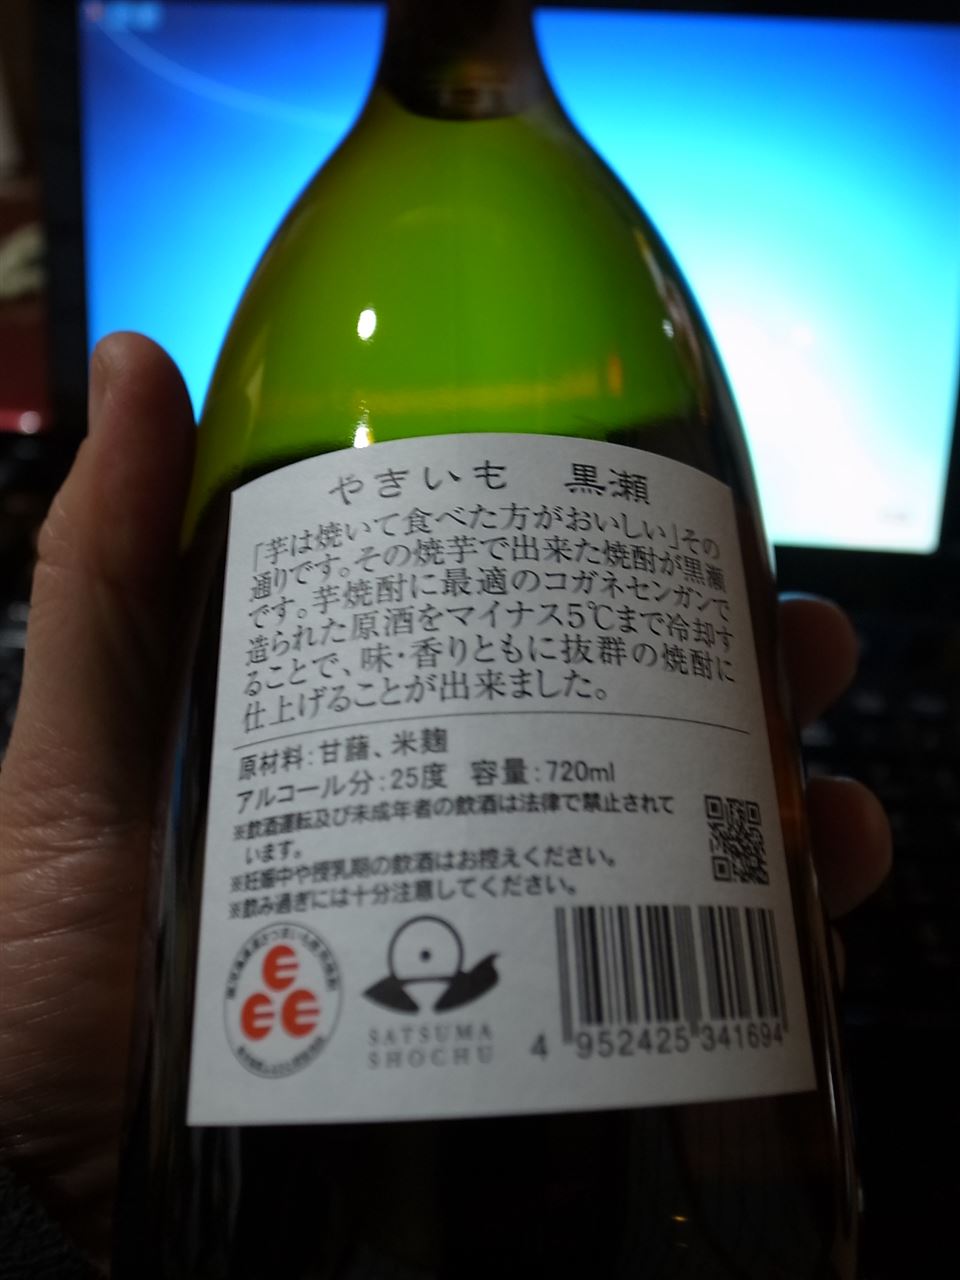 やきいも 黒瀬
「芋は焼いて食べた方がおいしい」その
通りです。その焼芋で出来た焼酎が黒瀬
です。芋焼酎に最適のコガネセンガンで
造られた原酒をマイナス5℃まで冷却す
ることで、味・香りともに抜群の焼酎に
仕上げることが出来ました。
原材料:甘藷、米麹
アルコール分:25度 容量:720ml
※飲酒運転及び未成年者の飲酒は法律で禁止されて
います。
※妊娠中や授乳期の飲酒はお控えください。
※飲み過ぎには十分注意してください。
SATSUMA
SHOCHU
4 952425 341694